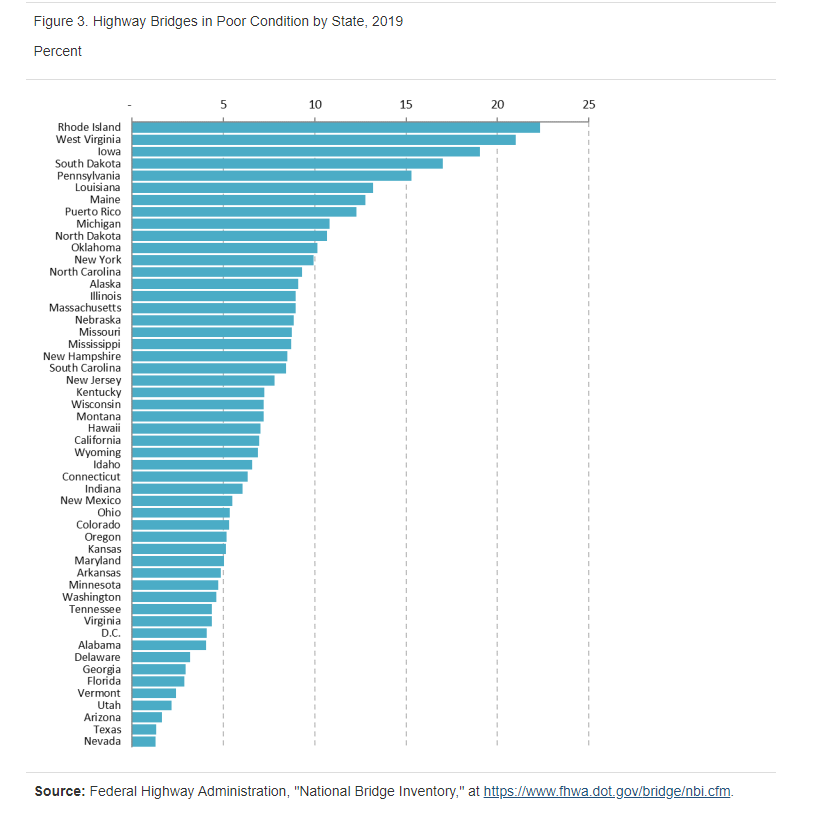 Figure 3. Highway Bridges in Poor Condition by State, 2019
Percent
- 5 10 15 20 25
Rhode Island
West Virginia
Iowa
South Dakota
Pennsylvania
Louisiana
Maine
Puerto Rico
Michigan
North Dakota
Oklahoma
New York
North Carolina
Alaska
Illinois
Massachusetts
Nebraska
Missouri
Mississippi
New Hampshire
South Carolina
New Jersey
Kentucky
Wisconsin
Montana
Hawaii
California
Wyoming
Idaho
Connecticut
Indiana
New Mexico
Ohio
Colorado
Oregon
Kansas
Maryland
Arkansas
Minnesota
Washington
Tennessee
Virginia
D.C.
Alabama
Delaware
Georgia
Florida
Vermont
Utah
Arizona
Texas
Nevada
Source: Federal Highway Administration, "National Bridge Inventory," at https://www.fhwa.dot.gov/bridge/nbi.cfm.